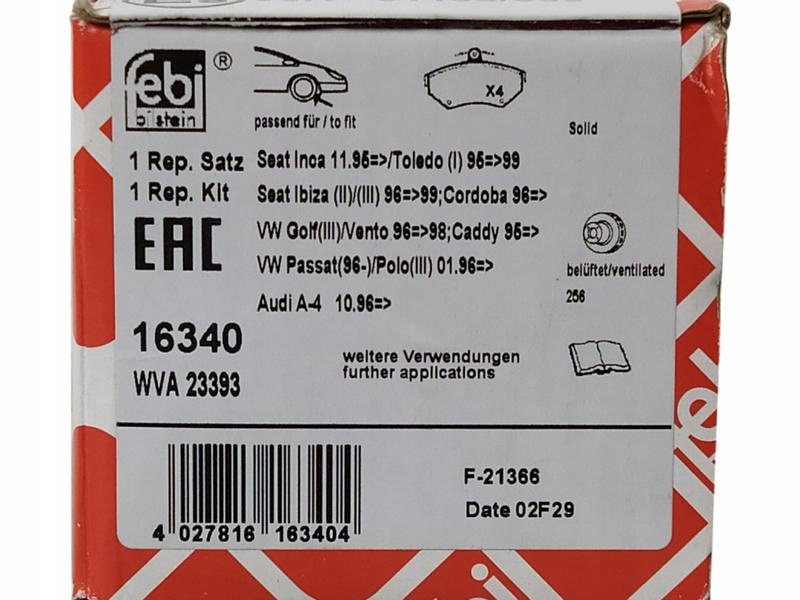 febi ®
bilstein
X4
passend für / to fit
Solid
1 Rep. Satz
1 Rep. Kit
Seat Inca 11.95=>/Toledo (I) 95=>99
Seat Ibiza (II)/(III) 96=>99;Cordoba 96=>
VW Golf(III)/Vento 96=>98;Caddy 95=>
VW Passat(96-)/Polo(III) 01.96=>
Audi A-4 10.96=>
EAC
belüftet/ventilated
256
16340
WVA 23393
weitere Verwendungen
further applications
F-21366
Date 02F29
4 027816 163404
febi